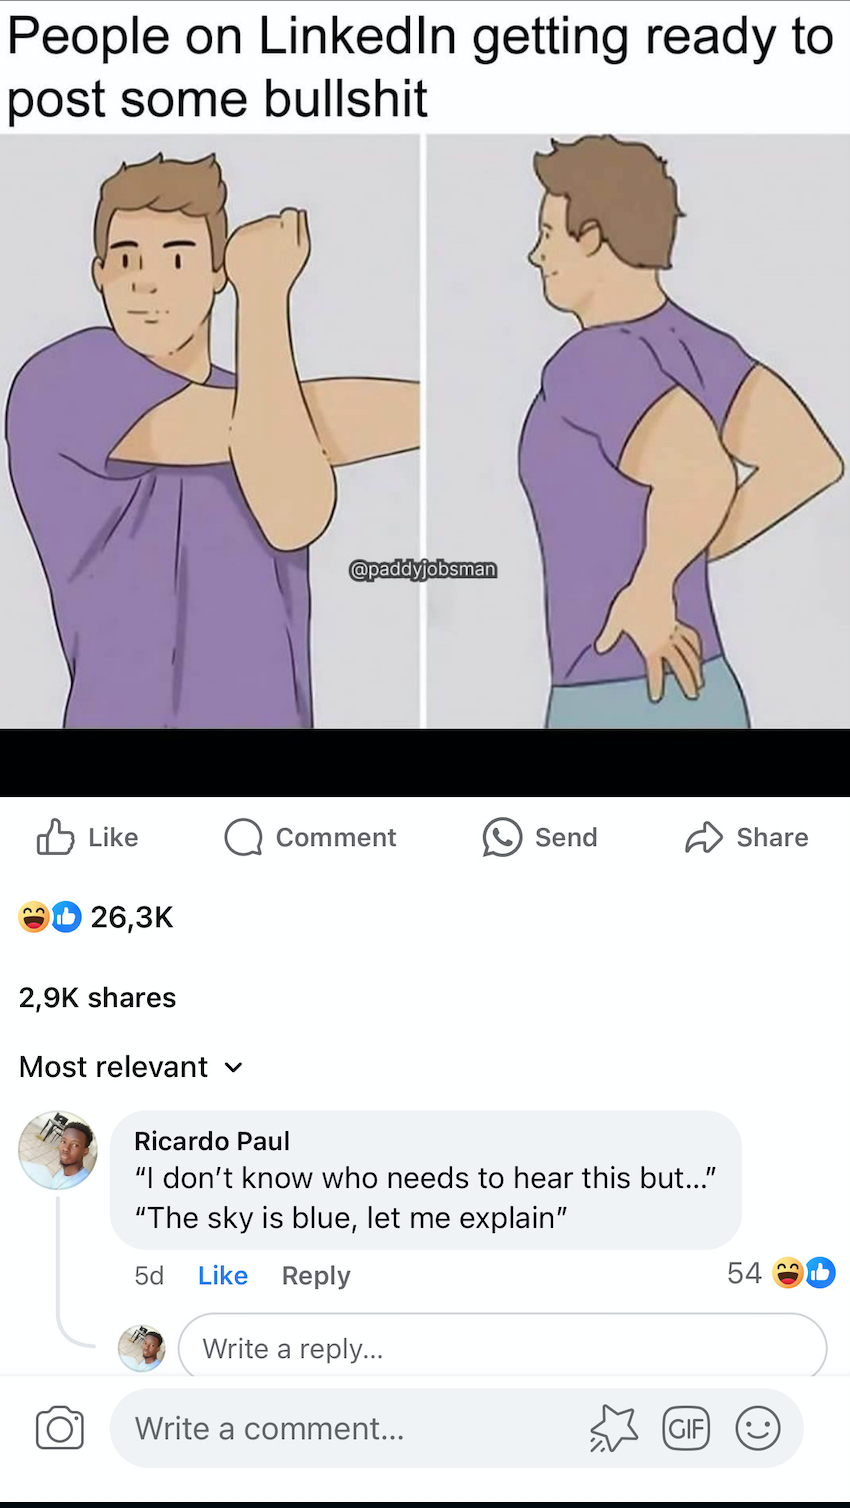 People on LinkedIn getting ready to
post some bullshit
@paddyjobsman
Like
Comment
Send
Share
26,3K
2,9K shares
Most relevant
Ricardo Paul
“I don’t know who needs to hear this but...”
“The sky is blue, let me explain”
5d Like Reply 54
Write a reply...
Write a comment...
GIF